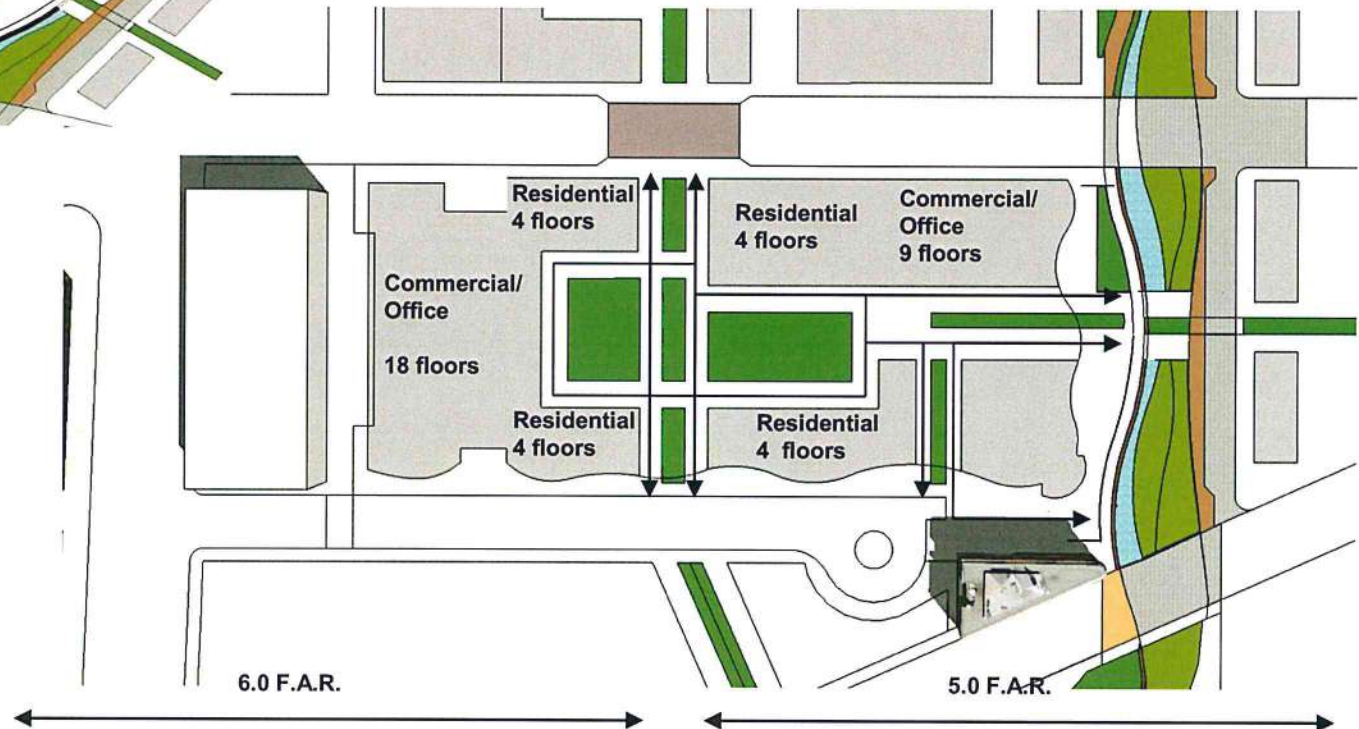 Residential
4 floors
Residential
4 floors
Commercial/
Office
9 floors
Commercial/
Office
18 floors
Residential
4 floors
Residential
4 floors
6.0 F.A.R.
5.0 F.A.R.